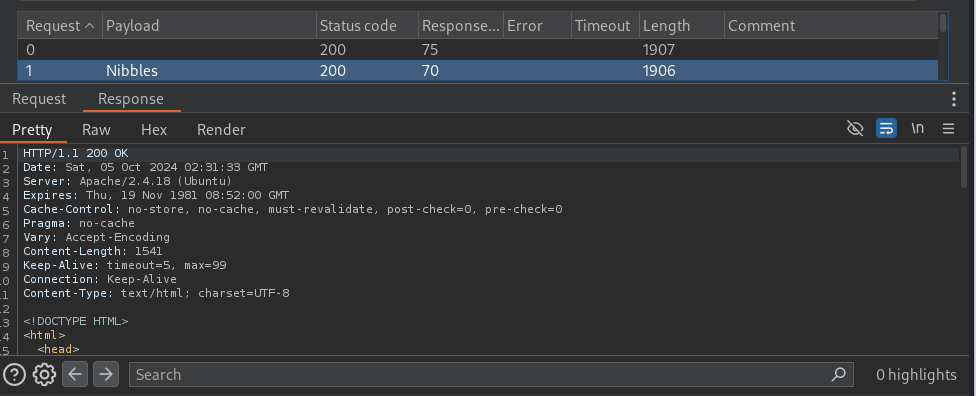 Request Payload Status code Response... Error Timeout Length Comment
0 200 75 1907
1 Nibbles 200 70 1906
Request Response
Pretty Raw Hex Render \n
1 HTTP/1.1 200 OK
2 Date: Sat, 05 Oct 2024 02:31:33 GMT
3 Server: Apache/2.4.18 (Ubuntu)
4 Expires: Thu, 19 Nov 1981 08:52:00 GMT
5 Cache-Control: no-store, no-cache, must-revalidate, post-check=0, pre-check=0
6 Pragma: no-cache
7 Vary: Accept-Encoding
8 Content-Length: 1541
9 Keep-Alive: timeout=5, max=99
10 Connection: Keep-Alive
11 Content-Type: text/html; charset=UTF-8
12
13 <!DOCTYPE HTML>
14 <html>
15 <head>
Search 0 highlights